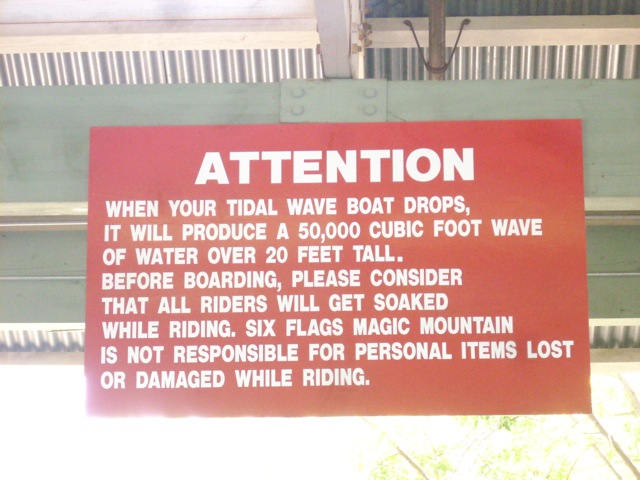 ATTENTION
WHEN YOUR TIDAL WAVE BOAT DROPS,
IT WILL PRODUCE A 50,000 CUBIC FOOT WAVE
OF WATER OVER 20 FEET TALL.
BEFORE BOARDING, PLEASE CONSIDER
THAT ALL RIDERS WILL GET SOAKED
WHILE RIDING. SIX FLAGS MAGIC MOUNTAIN
IS NOT RESPONSIBLE FOR PERSONAL ITEMS LOST
OR DAMAGED WHILE RIDING.